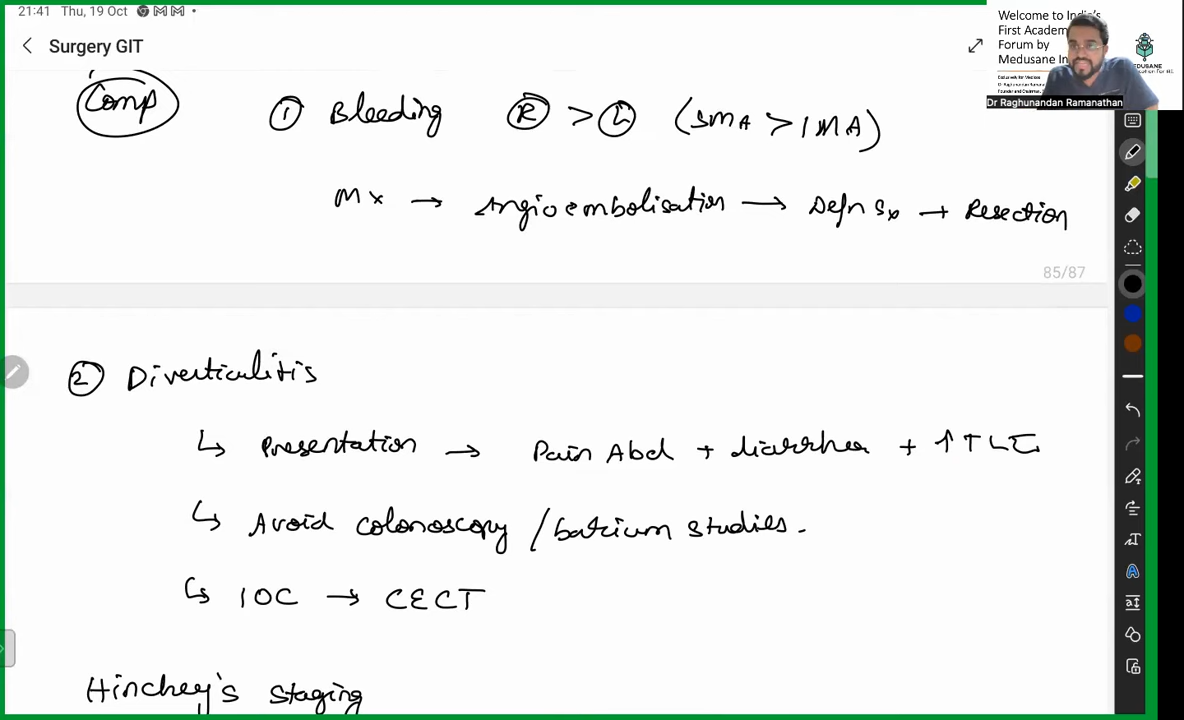 21:41 Thu, 19 Oct
Surgery GIT
Welcome to India's
First Academ
Forum by
Medusane In
Dr Raghunandan Ramanathan
Comp
① Bleeding Ⓡ > Ⓛ (SMA > IMA)
Mx → Angioembolisation → Defn Sx → Resection
85/87
② Diverticulitis
↳ Presentation → Pain Abd + diarrhea + ↑TLC
↳ Avoid colonoscopy / barium studies.
↳ IOC → CECT
Hinchey's Staging